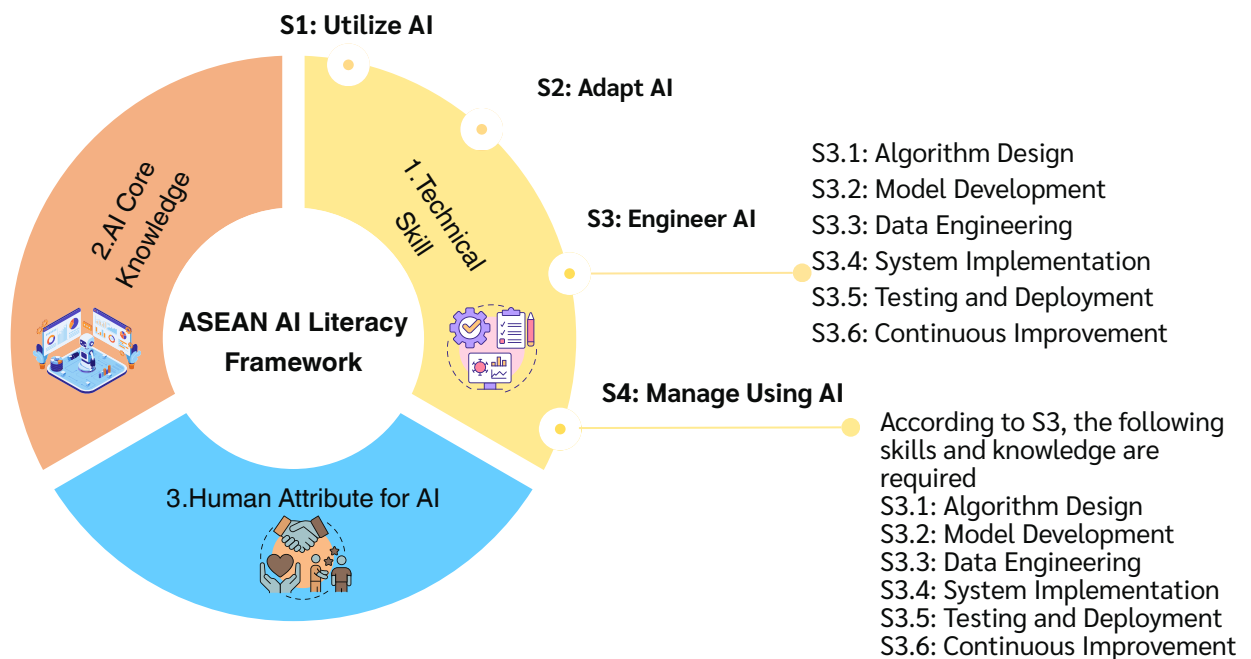 S1: Utilize AI
S2: Adapt AI
S3: Engineer AI
S3.1: Algorithm Design
S3.2: Model Development
S3.3: Data Engineering
S3.4: System Implementation
S3.5: Testing and Deployment
S3.6: Continuous Improvement
S4: Manage Using AI
According to S3, the following
skills and knowledge are
required
S3.1: Algorithm Design
S3.2: Model Development
S3.3: Data Engineering
S3.4: System Implementation
S3.5: Testing and Deployment
S3.6: Continuous Improvement
1.Technical
Skill
2.AI Core
Knowledge
ASEAN AI Literacy
Framework
3.Human Attribute for AI